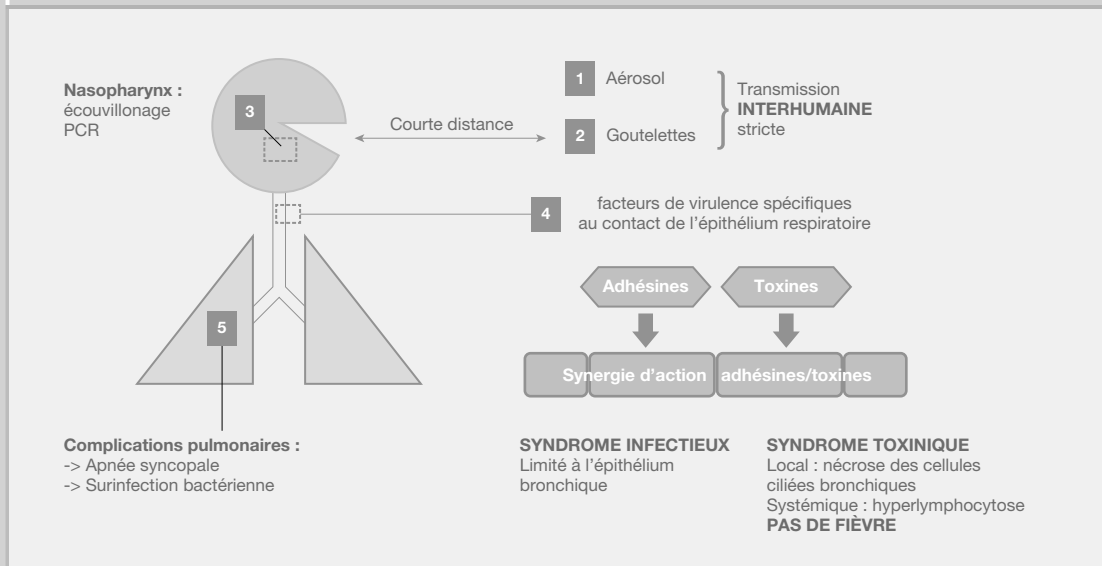 Nasopharynx :
écouvillonage
PCR
3
Courte distance
1 Aérosol
2 Goutelettes
Transmission
INTERHUMAINE
stricte
4
facteurs de virulence spécifiques
au contact de l'épithélium respiratoire
Adhésines
Toxines
Synergie d'action adhésines/toxines
5
Complications pulmonaires :
-> Apnée syncopale
-> Surinfection bactérienne
SYNDROME INFECTIEUX
Limité à l'épithélium
bronchique
SYNDROME TOXINIQUE
Local : nécrose des cellules
ciliées bronchiques
Systémique : hyperlymphocytose
PAS DE FIÈVRE